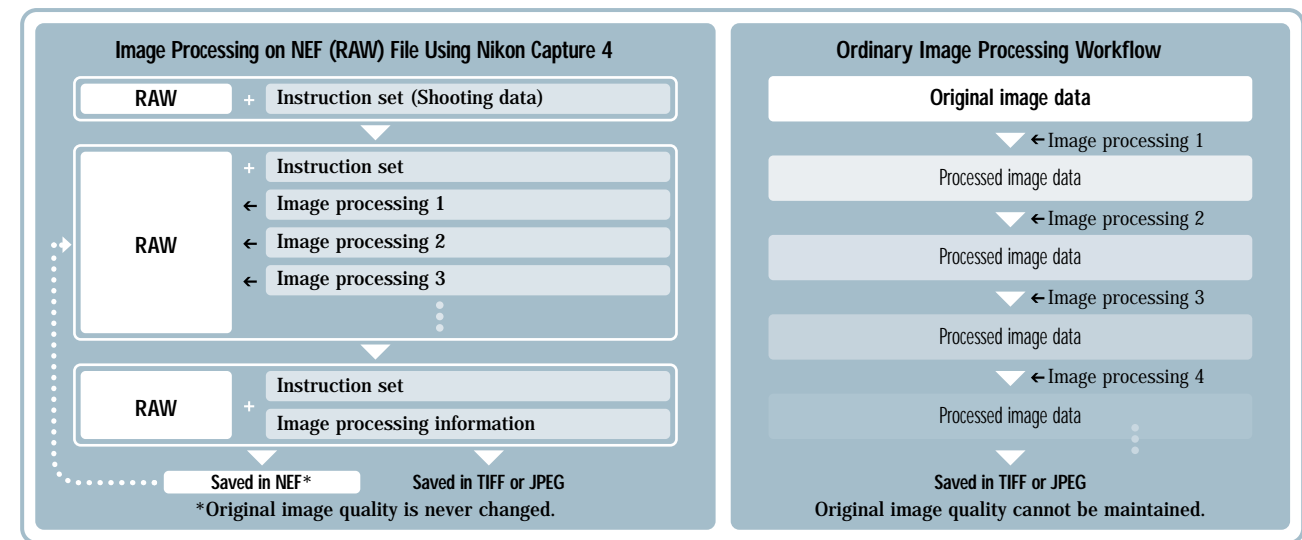 Image Processing on NEF (RAW) File Using Nikon Capture 4
RAW + Instruction set (Shooting data)
RAW
+ Instruction set
← Image processing 1
← Image processing 2
← Image processing 3
RAW
+
Instruction set
Image processing information
Saved in NEF*
Saved in TIFF or JPEG
*Original image quality is never changed.
Ordinary Image Processing Workflow
Original image data
←Image processing 1
Processed image data
←Image processing 2
Processed image data
←Image processing 3
Processed image data
←Image processing 4
Processed image data
Saved in TIFF or JPEG
Original image quality cannot be maintained.